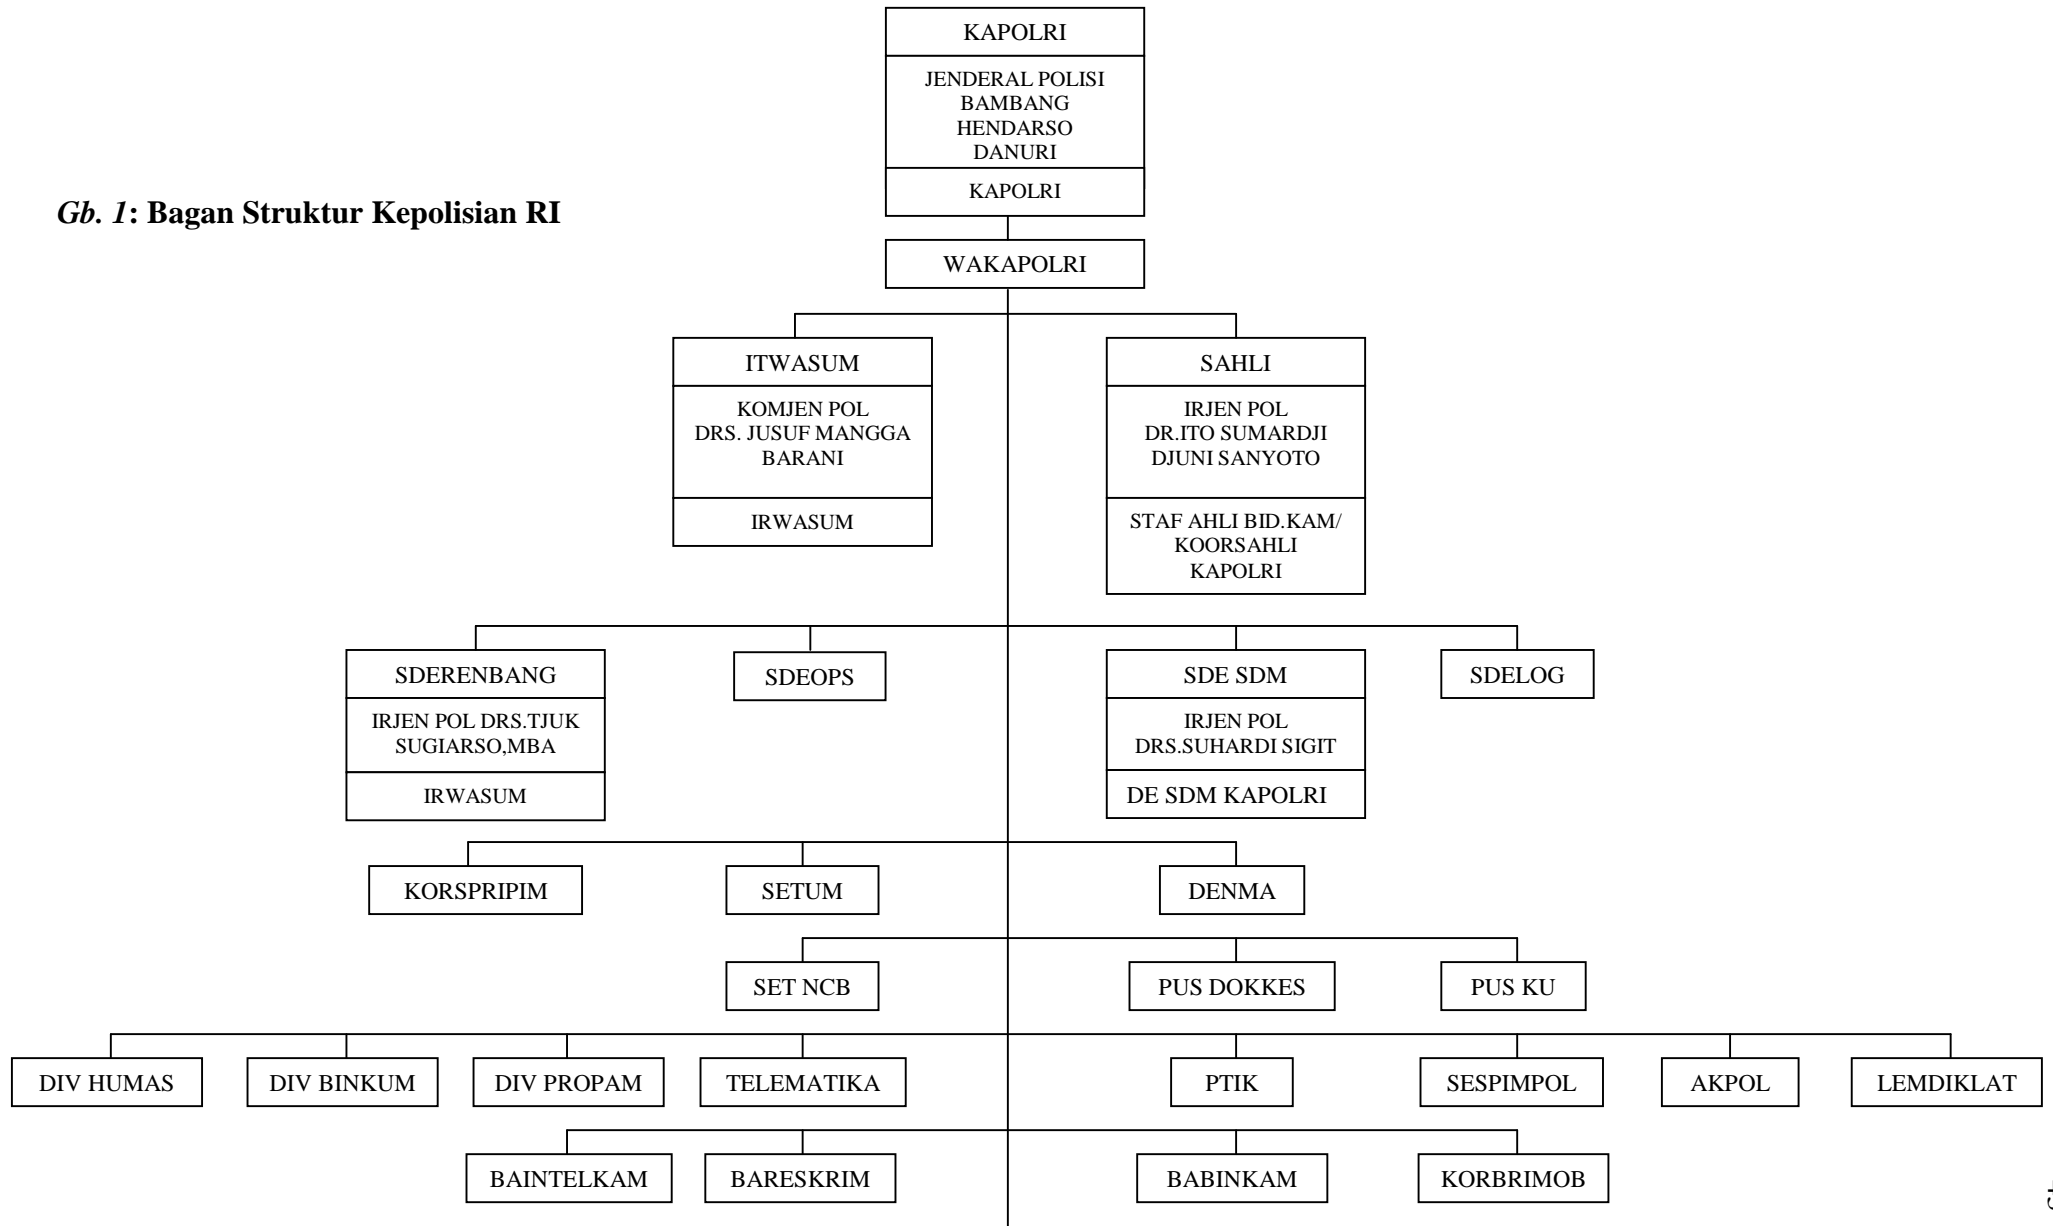 KAPOLRI
JENDERAL POLISI
BAMBANG
HENDARSO
DANURI
KAPOLRI
Gb. 1: Bagan Struktur Kepolisian RI
WAKAPOLRI
ITWASUM
KOMJEN POL
DRS. JUSUF MANGGA
BARANI
IRWASUM
SAHLI
IRJEN POL
DR.ITO SUMARDJI
DJUNI SANYOTO
STAF AHLI BID.KAM/
KOORSAHLI
KAPOLRI
SDERENBANG
IRJEN POL DRS.TJUK
SUGIARSO,MBA
IRWASUM
SDEOPS
SDE SDM
IRJEN POL
DRS.SUHARDI SIGIT
DE SDM KAPOLRI
SDELOG
KORSPRIPIM
SETUM
DENMA
SET NCB
PUS DOKKES
PUS KU
DIV HUMAS
DIV BINKUM
DIV PROPAM
TELEMATIKA
PTIK
SESPIMPOL
AKPOL
LEMDIKLAT
BAINTELKAM
BARESKRIM
BABINKAM
KORBRIMOB